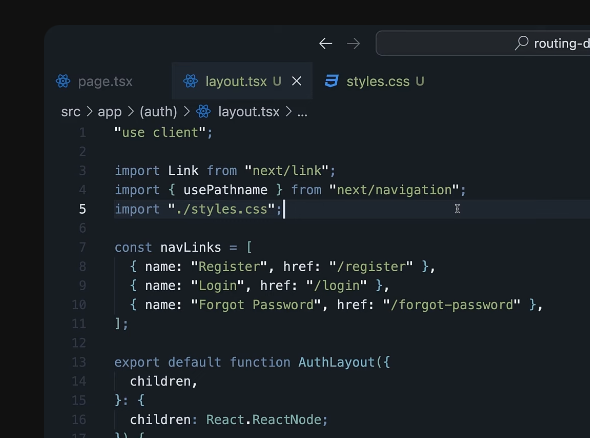 ← → routing-d
page.tsx layout.tsx U × styles.css U
src > app > (auth) > layout.tsx > ...
1 "use client";
2
3 import Link from "next/link";
4 import { usePathname } from "next/navigation";
5 import "./styles.css";
6
7 const navLinks = [
8 { name: "Register", href: "/register" },
9 { name: "Login", href: "/login" },
10 { name: "Forgot Password", href: "/forgot-password" },
11 ];
12
13 export default function AuthLayout({
14 children,
15 }: {
16 children: React.ReactNode;
17 }) {